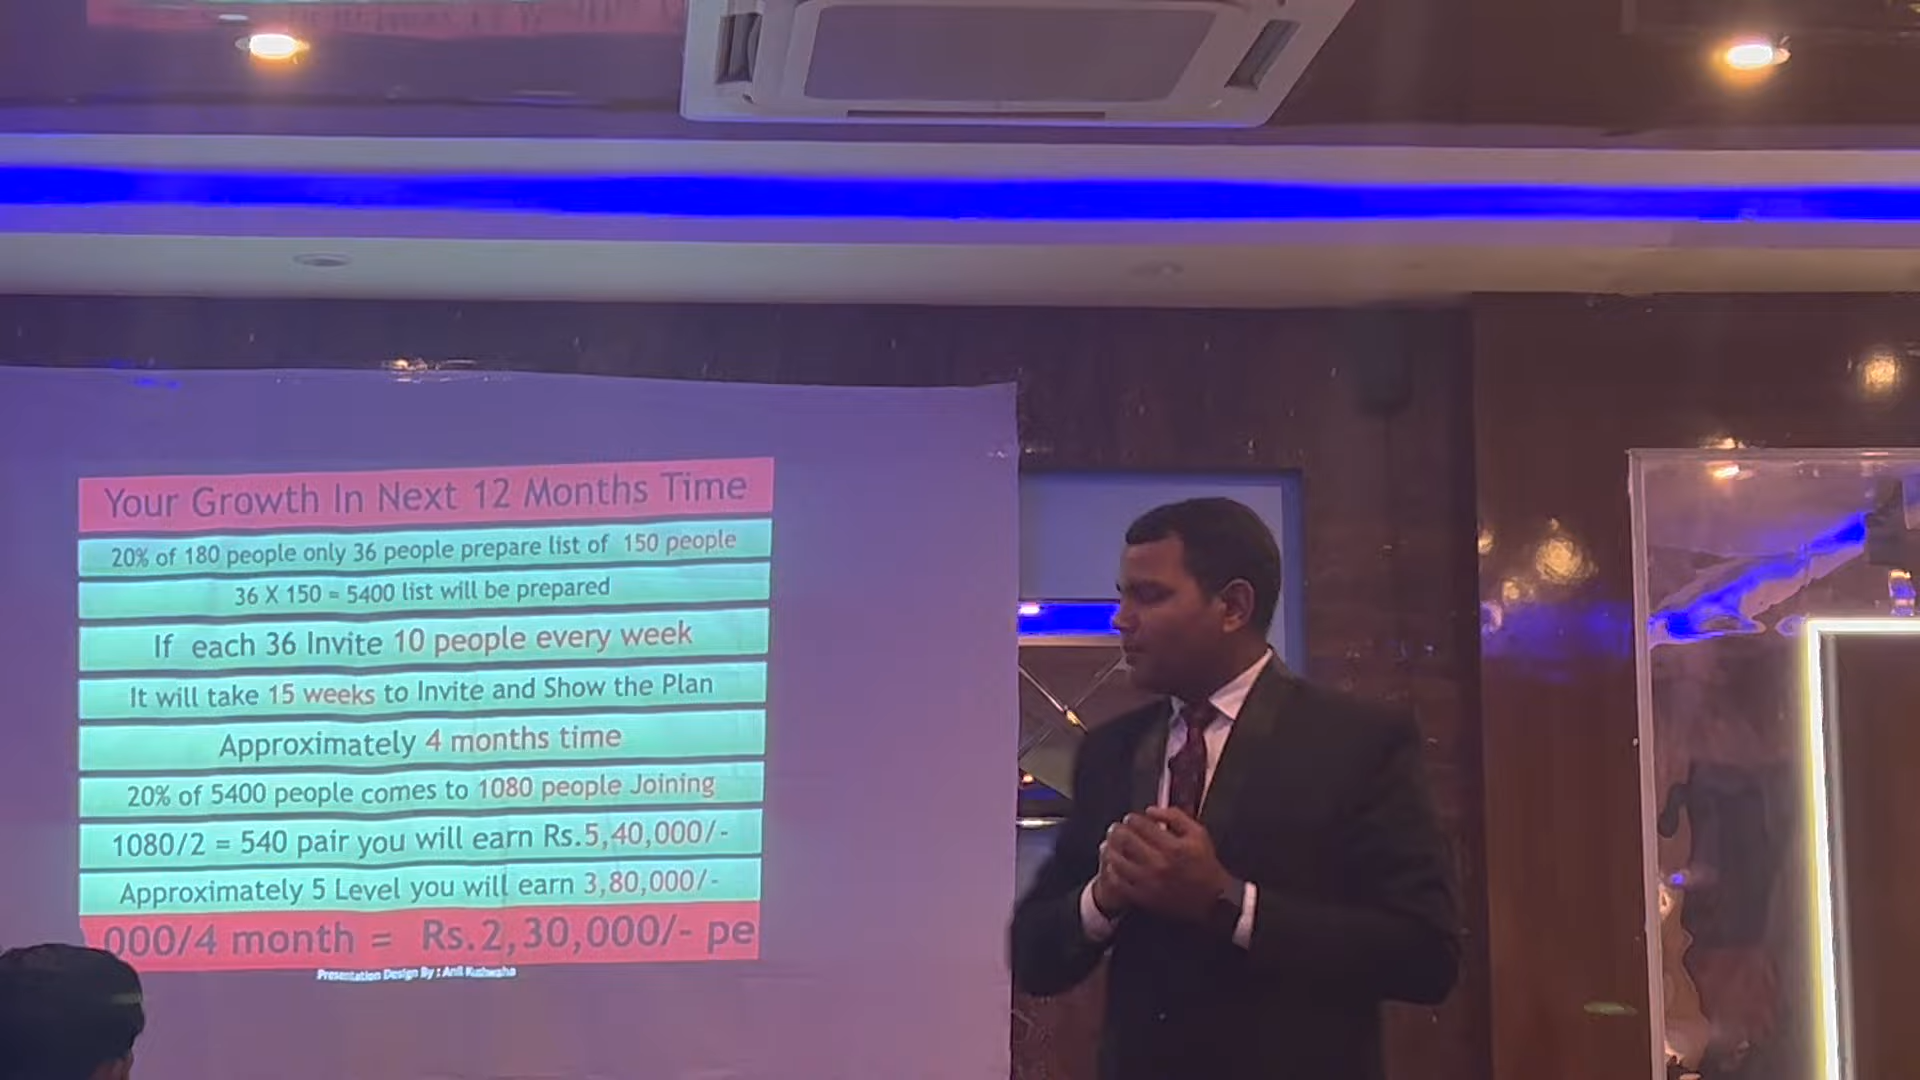 Your Growth In Next 12 Months Time
20% of 180 people only 36 people prepare list of 150 people
36 X 150 = 5400 list will be prepared
If each 36 Invite 10 people every week
It will take 15 weeks to Invite and Show the Plan
Approximately 4 months time
20% of 5400 people comes to 1080 people Joining
1080/2 = 540 pair you will earn Rs.5,40,000/-
Approximately 5 Level you will earn 3,80,000/-
000/4 month = Rs.2,30,000/- pe
Presentation Design By : Anil Kushwaha